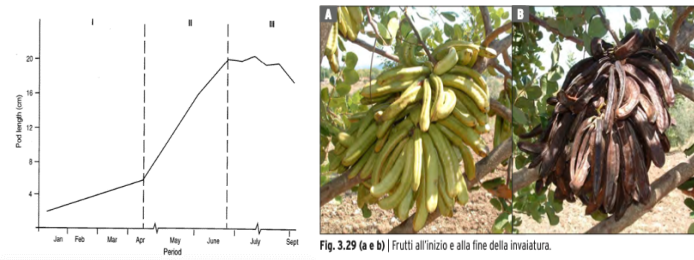 I II III
20
16
12
8
4
Pod length (cm)
Jan Feb Mar Apr May June July Sept
Period
A B
Fig. 3.29 (a e b) | Frutti all'inizio e alla fine della invaiatura.